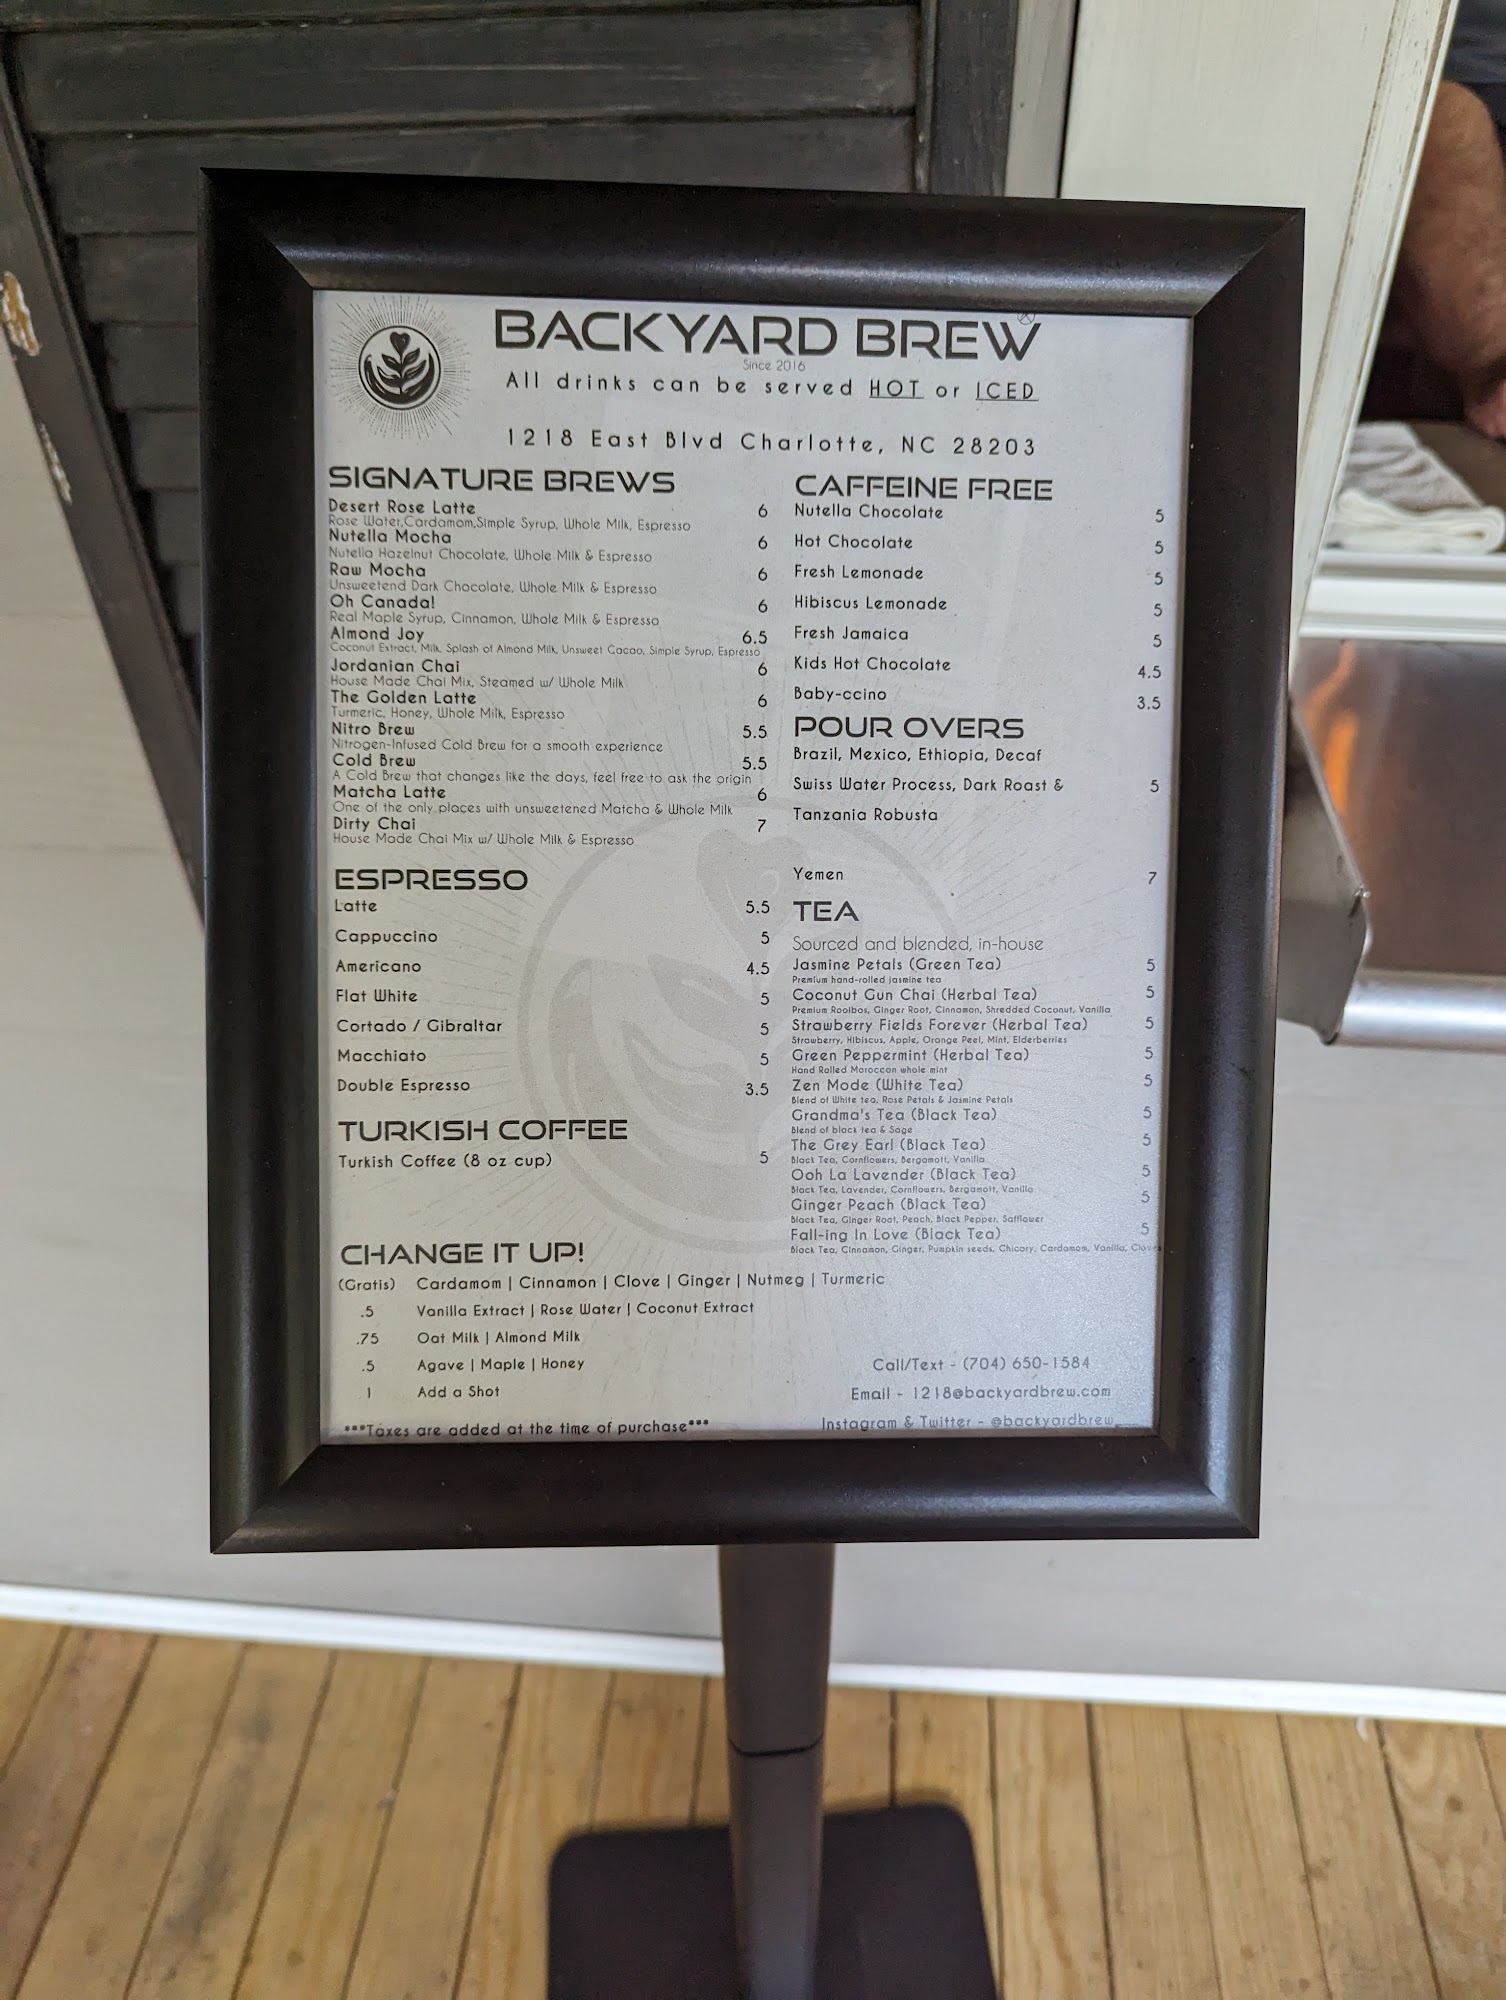 BACKYARD BREW
Since 2016
All drinks can be served HOT or ICED
1218 East Blvd Charlotte, NC 28203
SIGNATURE BREWS
Desert Rose Latte 6
Rose Water,Cardamom,Simple Syrup, Whole Milk, Espresso
Nutella Mocha 6
Nutella Hazelnut Chocolate, Whole Milk & Espresso
Raw Mocha 6
Unsweetend Dark Chocolate, Whole Milk & Espresso
Oh Canada! 6
Real Maple Syrup, Cinnamon, Whole Milk & Espresso
Almond Joy 6.5
Coconut Extract, Milk, Splash of Almond Milk, Unsweet Cacao, Simple Syrup, Espresso
Jordanian Chai 6
House Made Chai Mix, Steamed w/ Whole Milk
The Golden Latte 6
Turmeric, Honey, Whole Milk, Espresso
Nitro Brew 5.5
Nitrogen-Infused Cold Brew for a smooth experience
Cold Brew 5.5
A Cold Brew that changes like the days, feel free to ask the origin
Matcha Latte 6
One of the only places with unsweetened Matcha & Whole Milk
Dirty Chai 7
House Made Chai Mix w/ Whole Milk & Espresso
ESPRESSO
Latte 5.5
Cappuccino 5
Americano 4.5
Flat White 5
Cortado / Gibraltar 5
Macchiato 5
Double Espresso 3.5
TURKISH COFFEE
Turkish Coffee (8 oz cup) 5
CAFFEINE FREE
Nutella Chocolate 5
Hot Chocolate 5
Fresh Lemonade 5
Hibiscus Lemonade 5
Fresh Jamaica 5
Kids Hot Chocolate 4.5
Baby-ccino 3.5
POUR OVERS
Brazil, Mexico, Ethiopia, Decaf
Swiss Water Process, Dark Roast & 5
Tanzania Robusta
Yemen 7
TEA
Sourced and blended, in-house
Jasmine Petals (Green Tea) 5
Premium hand-rolled jasmine tea
Coconut Gun Chai (Herbal Tea) 5
Premium Rooibos, Ginger Root, Cinnamon, Shredded Coconut, Vanilla
Strawberry Fields Forever (Herbal Tea) 5
Strawberry, Hibiscus, Apple, Orange Peel, Mint, Elderberries
Green Peppermint (Herbal Tea) 5
Hand Rolled Moroccan whole mint
Zen Mode (White Tea) 5
Blend of White tea, Rose Petals & Jasmine Petals
Grandma's Tea (Black Tea) 5
Blend of black tea & Sage
The Grey Earl (Black Tea) 5
Black Tea, Cornflowers, Bergamott, Vanilla
Ooh La Lavender (Black Tea) 5
Black Tea, Lavender, Cornflowers, Bergamott, Vanilla
Ginger Peach (Black Tea) 5
Black Tea, Ginger Root, Peach, Black Pepper, Safflower
Fall-ing In Love (Black Tea) 5
Black Tea, Cinnamon, Ginger, Pumpkin seeds, Chicory, Cardamom, Vanilla, Cloves
CHANGE IT UP!
(Gratis) Cardamom | Cinnamon | Clove | Ginger | Nutmeg | Turmeric
.5 Vanilla Extract | Rose Water | Coconut Extract
.75 Oat Milk | Almond Milk
.5 Agave | Maple | Honey
1 Add a Shot
***Taxes are added at the time of purchase***
Call/Text - (704) 650-1584
Email - 1218@backyardbrew.com
Instagram & Twitter - @backyardbrew___